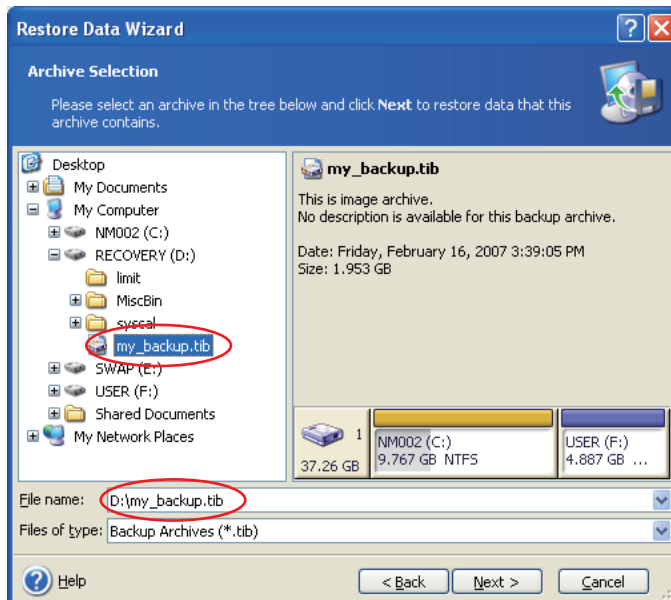 Restore Data Wizard
Archive Selection
Please select an archive in the tree below and click Next to restore data that this
archive contains.
Desktop
My Documents
My Computer
NM002 (C:)
RECOVERY (D:)
limit
MiscBin
syscal
my_backup.tib
SWAP (E:)
USER (F:)
Shared Documents
My Network Places
my_backup.tib
This is image archive.
No description is available for this backup archive.
Date: Friday, February 16, 2007 3:39:05 PM
Size: 1.953 GB
1
37.26 GB
NM002 (C:)
9.767 GB NTFS
USER (F:)
4.887 GB ...
File name: D:\my_backup.tib
Files of type: Backup Archives (*.tib)
Help
< Back
Next >
Cancel